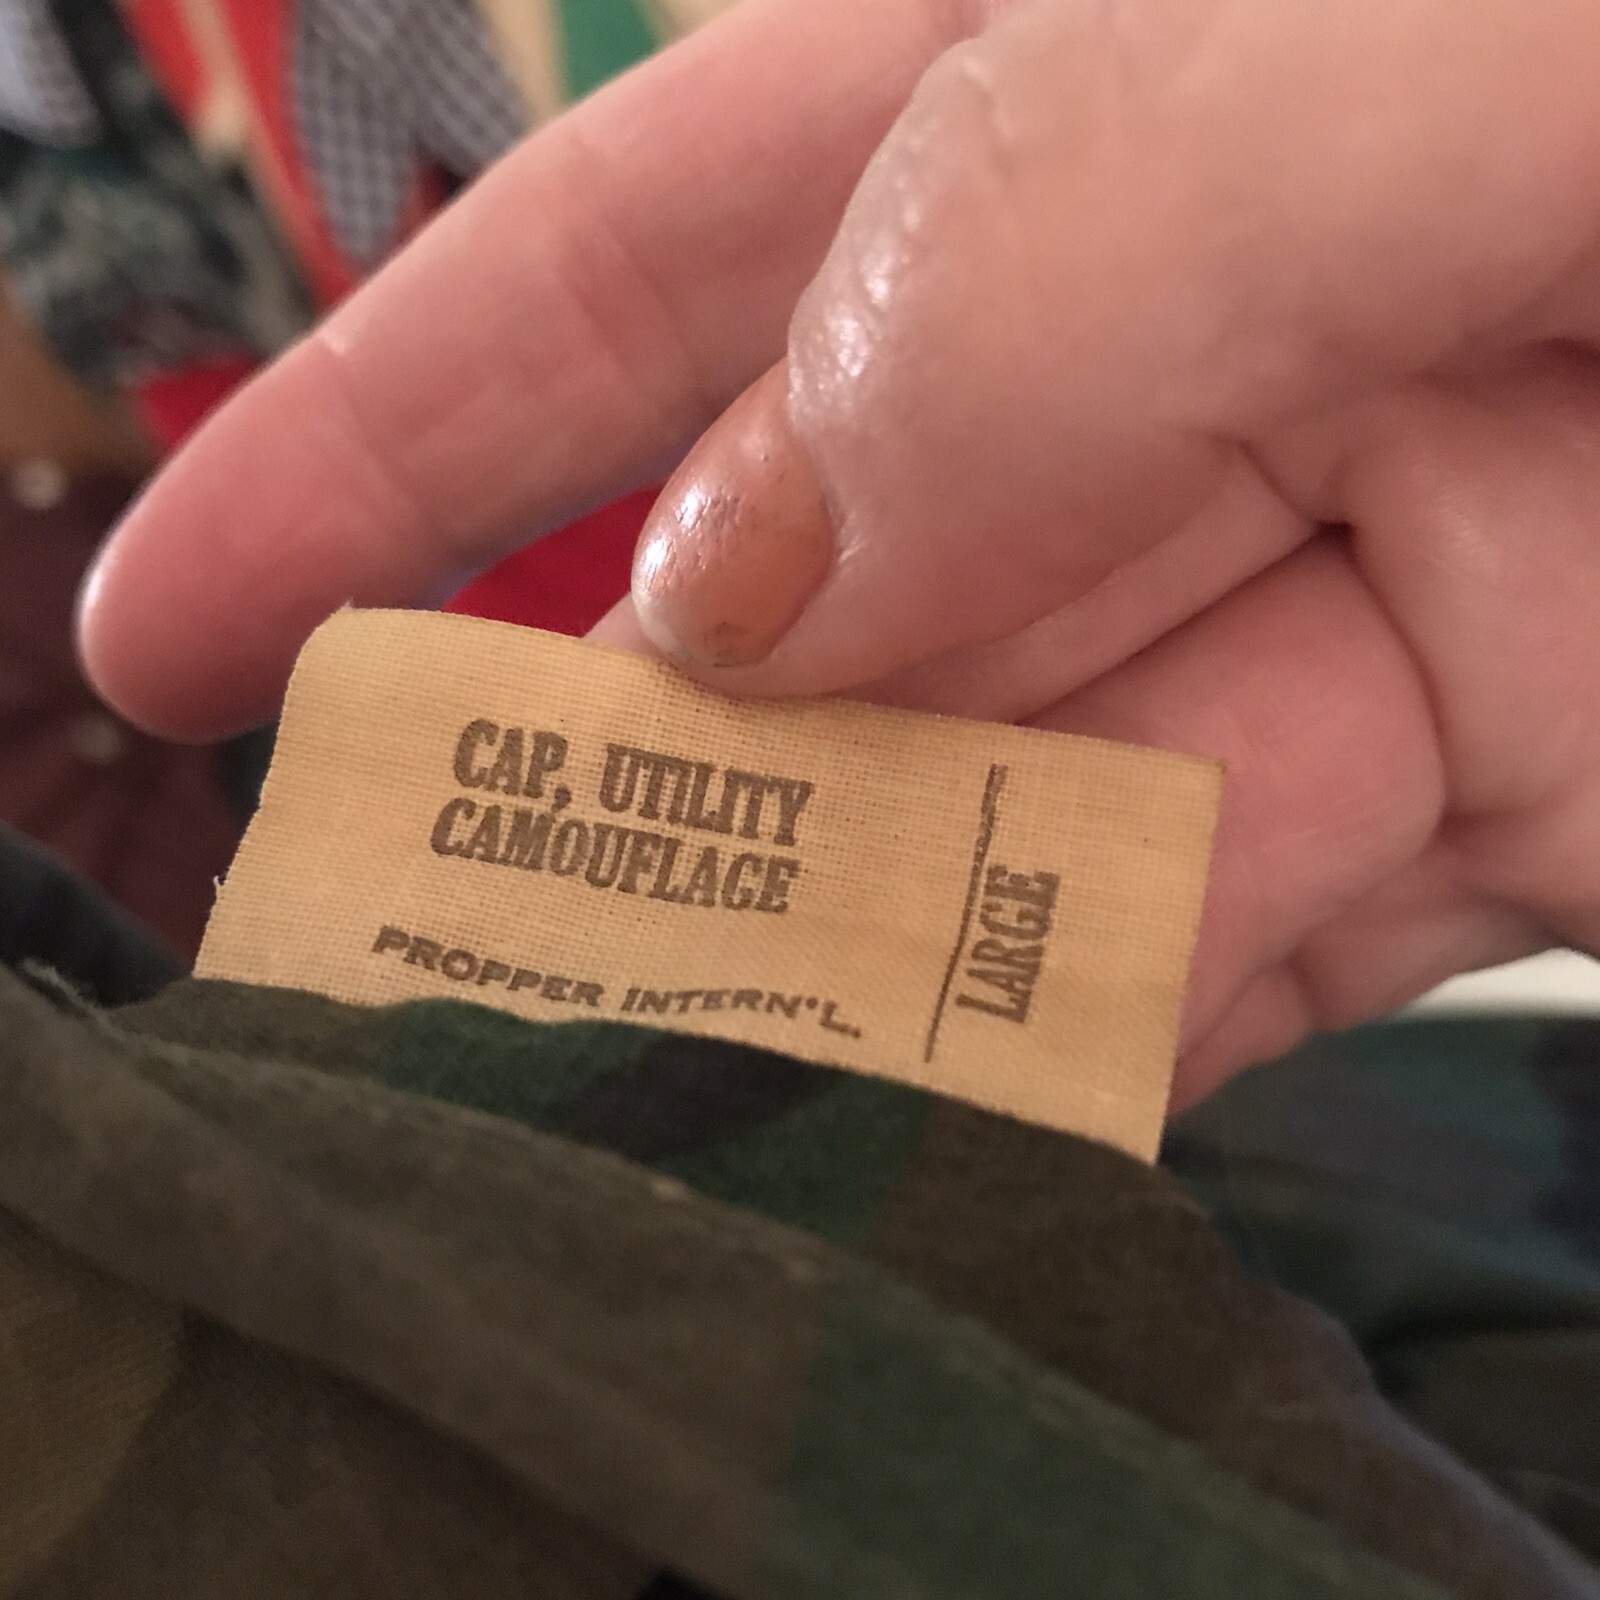 CAP, UTILITY
CAMOUFLAGE
PROPPER INTERN'L.
LARGE